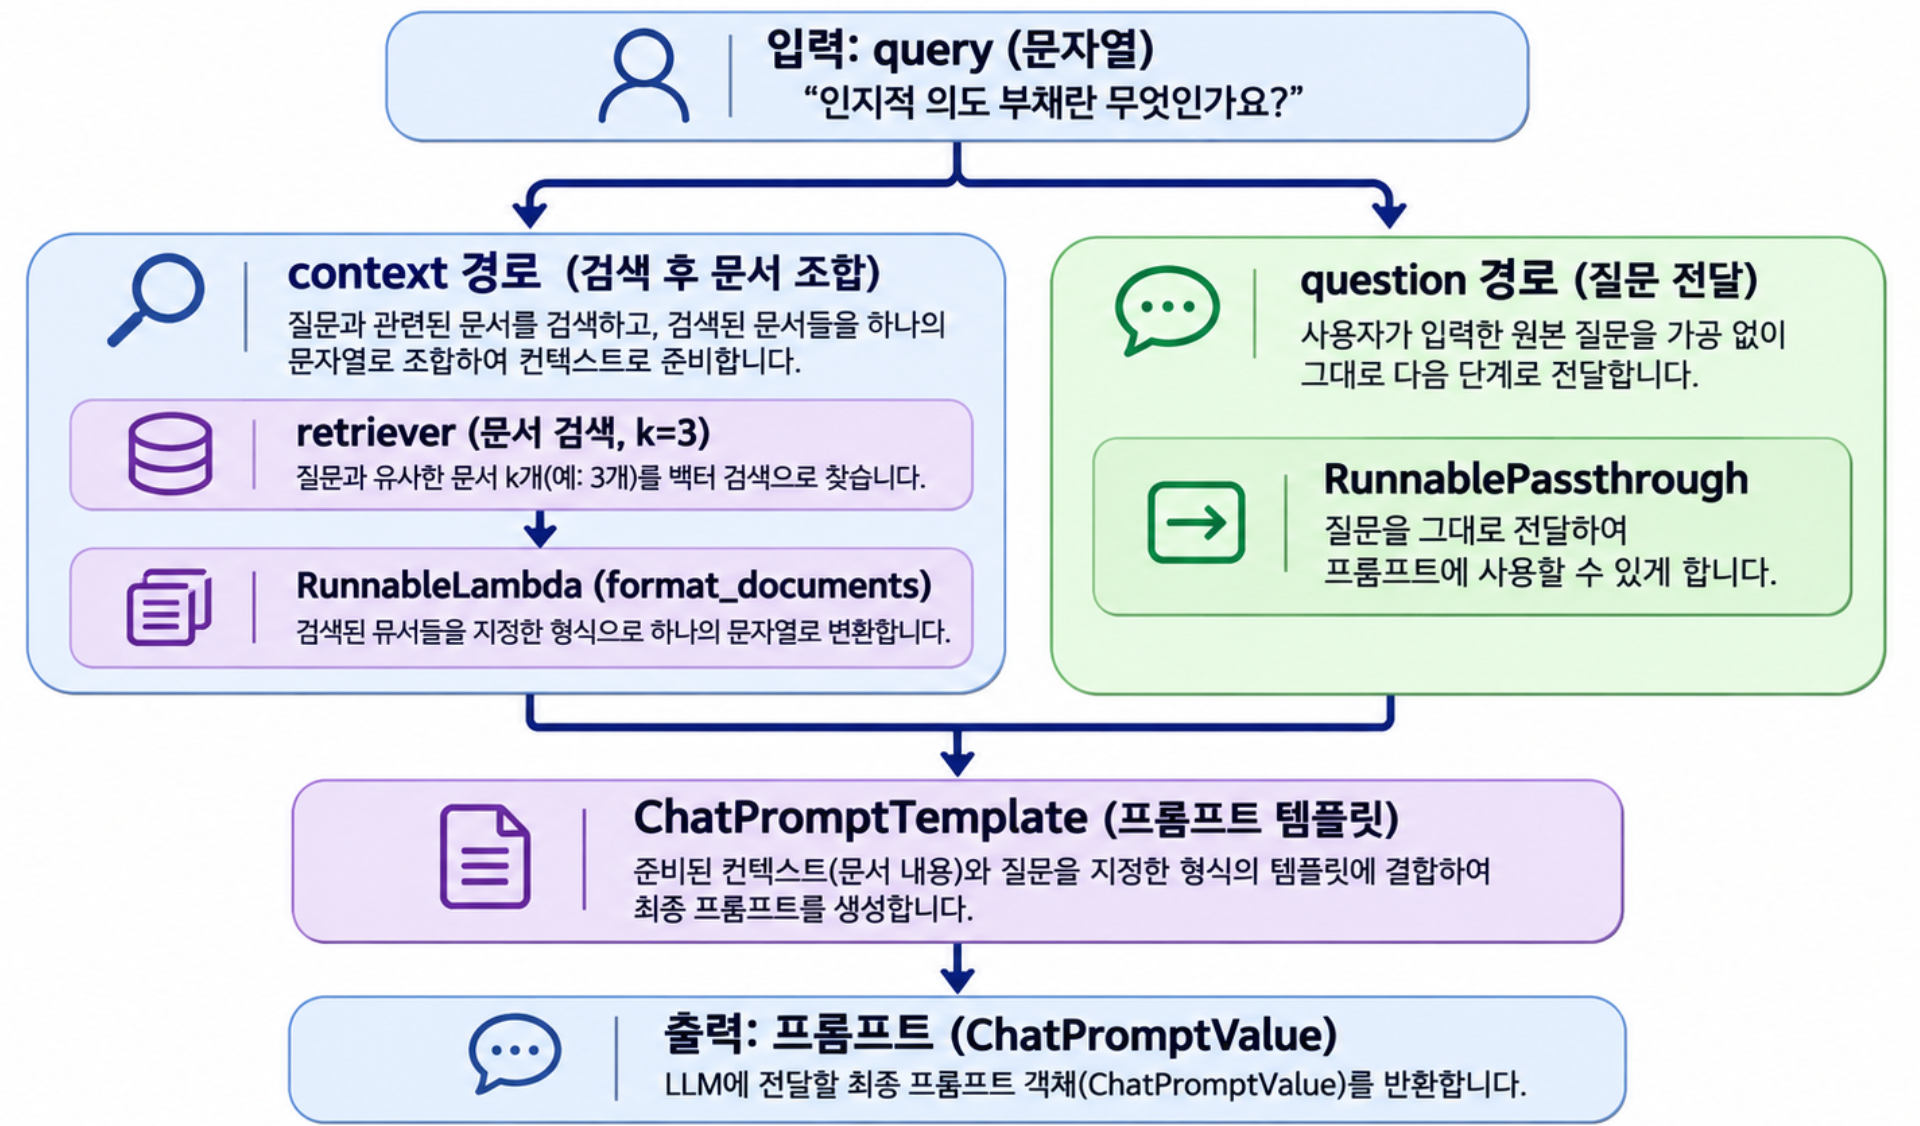 입력: query (문자열)
“인지적 의도 부채란 무엇인가요?”
context 경로 (검색 후 문서 조합)
질문과 관련된 문서를 검색하고, 검색된 문서들을 하나의
문자열로 조합하여 컨택스트로 준비합니다.
retriever (문서 검색, k=3)
질문과 유사한 문서 k개(예: 3개)를 백터 검색으로 찾습니다.
RunnableLambda (format_documents)
검색된 뮤서들을 지정한 형식으로 하나의 문자열로 변환합니다.
question 경로 (질문 전달)
사용자가 입력한 원본 질문을 가공 없이
그대로 다음 단계로 전달합니다.
RunnablePassthrough
질문을 그대로 전달하여
프롬프트에 사용할 수 있게 합니다.
ChatPromptTemplate (프롬프트 템플릿)
준비된 컨텍스트(문서 내용)와 질문을 지정한 형식의 템플릿에 결합하여
최종 프롬프트를 생성합니다.
출력: 프롬프트 (ChatPromptValue)
LLM에 전달할 최종 프롬프트 객채(ChatPromptValue)를 반환합니다.